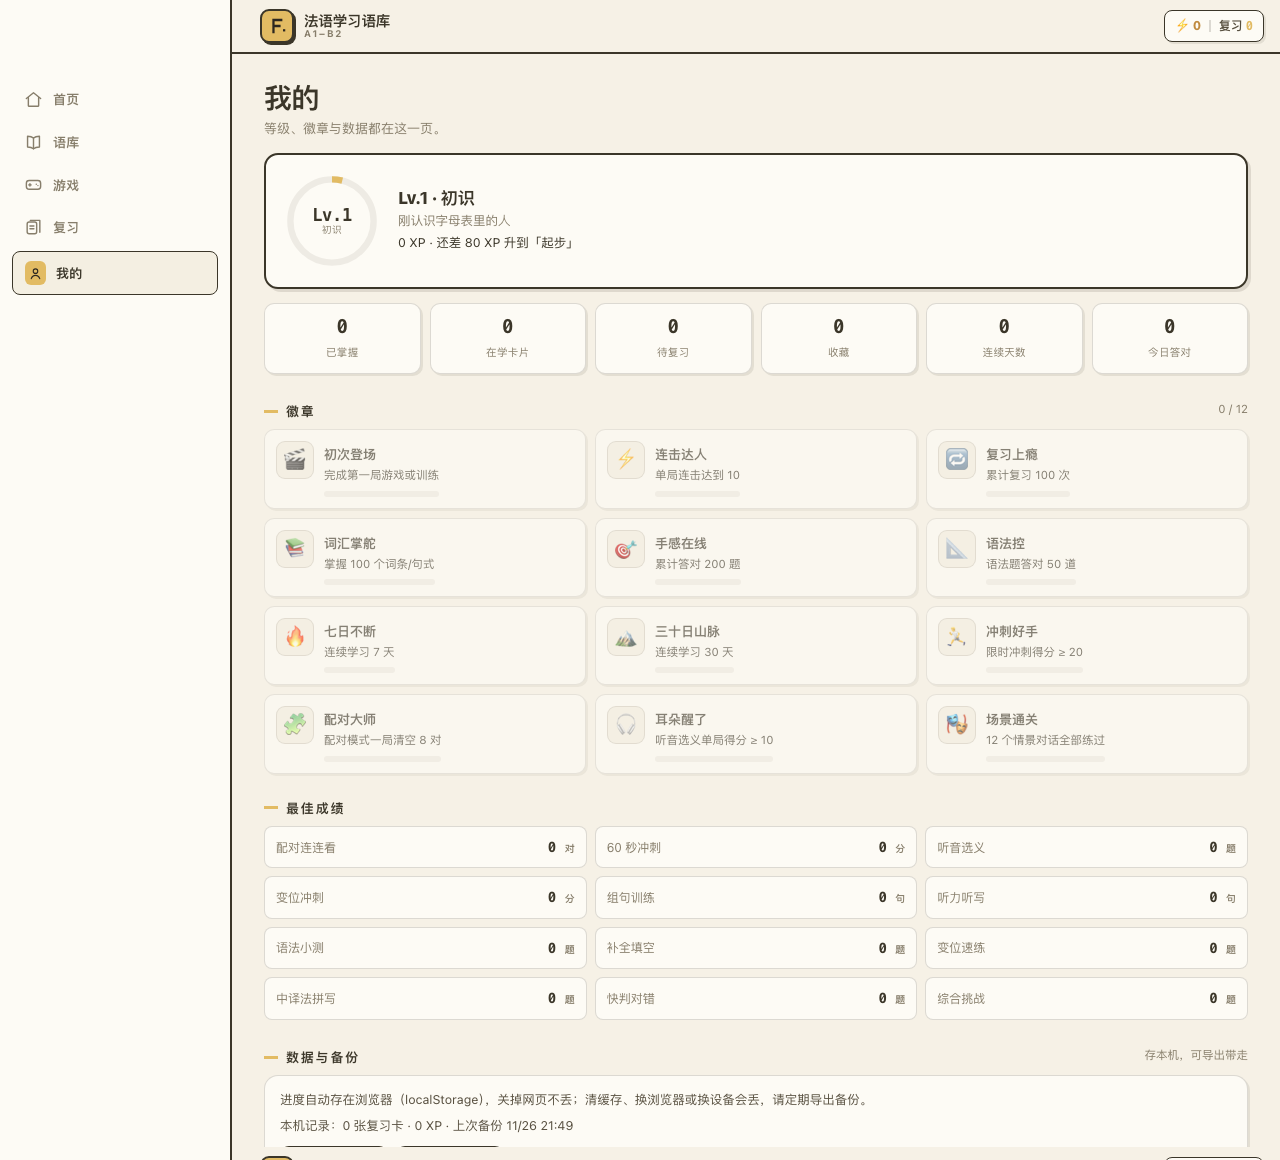 F.
法语学习语库
A1–B2
⚡ 0 | 复习 0
首页
语库
游戏
复习
我的
我的
等级、徽章与数据都在这一页。
Lv.1
初识
Lv.1 · 初识
刚认识字母表里的人
0 XP · 还差 80 XP 升到「起步」
0
已掌握
0
在学卡片
0
待复习
0
收藏
0
连续天数
0
今日答对
徽章
0 / 12
初次登场
完成第一局游戏或训练
连击达人
单局连击达到 10
复习上瘾
累计复习 100 次
词汇掌舵
掌握 100 个词条/句式
手感在线
累计答对 200 题
语法控
语法题答对 50 道
七日不断
连续学习 7 天
三十日山脉
连续学习 30 天
冲刺好手
限时冲刺得分 ≥ 20
配对大师
配对模式一局清空 8 对
耳朵醒了
听音选义单局得分 ≥ 10
场景通关
12 个情景对话全部练过
最佳成绩
配对连连看 0 对
60 秒冲刺 0 分
听音选义 0 题
变位冲刺 0 分
组句训练 0 句
听力听写 0 句
语法小测 0 题
补全填空 0 题
变位速练 0 题
中译法拼写 0 题
快判对错 0 题
综合挑战 0 题
数据与备份
存本机，可导出带走
进度自动存在浏览器（localStorage），关掉网页不丢；清缓存、换浏览器或换设备会丢，请定期导出备份。
本机记录：0 张复习卡 · 0 XP · 上次备份 11/26 21:49